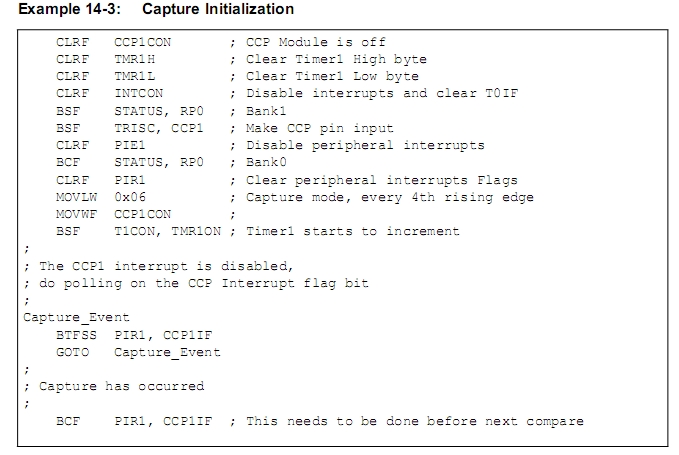 Example 14-3: Capture Initialization
CLRF CCP1CON ; CCP Module is off
CLRF TMR1H ; Clear Timer1 High byte
CLRF TMR1L ; Clear Timer1 Low byte
CLRF INTCON ; Disable interrupts and clear T0IF
BSF STATUS, RP0 ; Bank1
BSF TRISC, CCP1 ; Make CCP pin input
CLRF PIE1 ; Disable peripheral interrupts
BCF STATUS, RP0 ; Bank0
CLRF PIR1 ; Clear peripheral interrupts Flags
MOVLW 0x06 ; Capture mode, every 4th rising edge
MOVWF CCP1CON ;
BSF T1CON, TMR1ON ; Timer1 starts to increment
;
; The CCP1 interrupt is disabled,
; do polling on the CCP Interrupt flag bit
;
Capture_Event
BTFSS PIR1, CCP1IF
GOTO Capture_Event
;
; Capture has occurred
;
BCF PIR1, CCP1IF ; This needs to be done before next compare